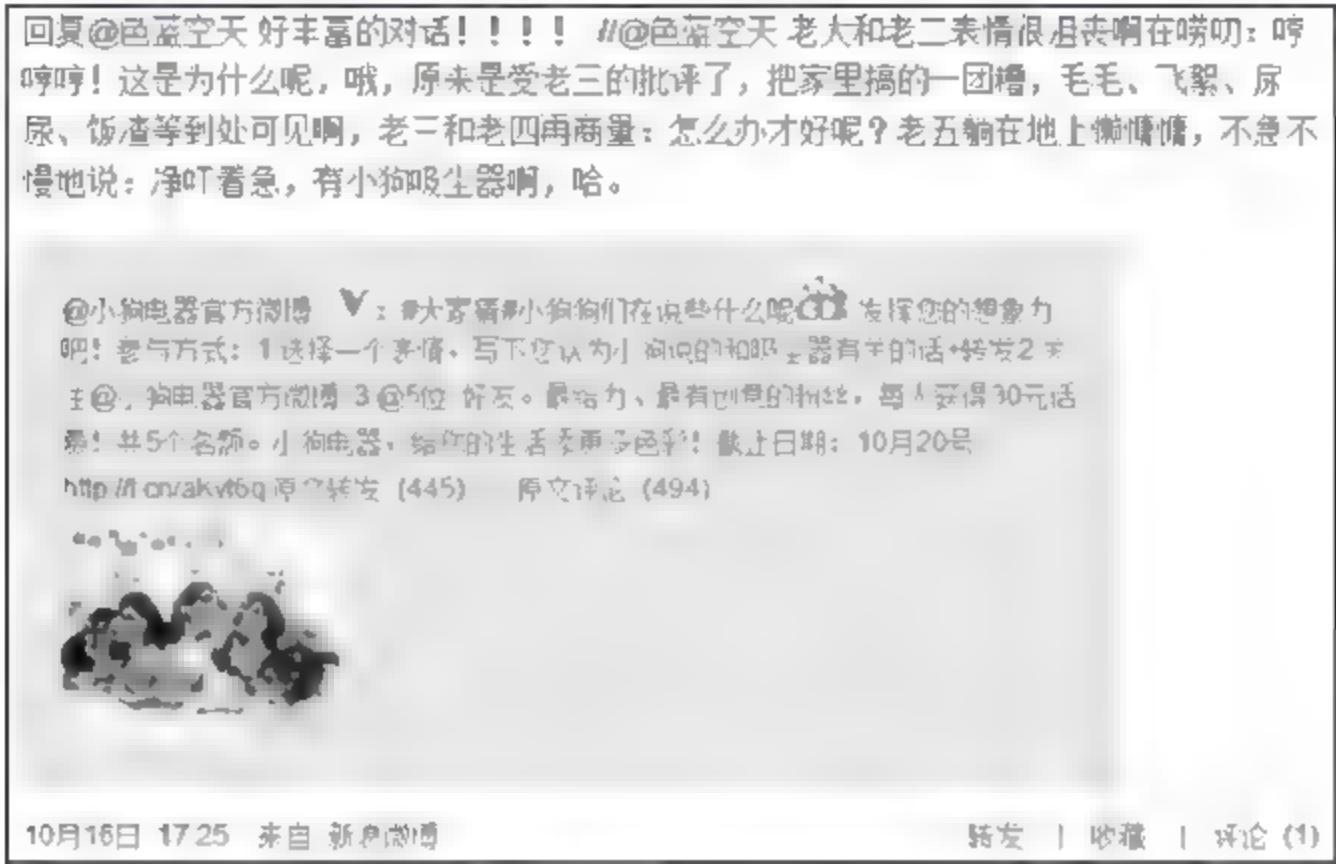 回复@色蓝空天 好丰富的对话！！！！ //@色蓝空天 老大和老二表情很沮丧啊在唠叨：哼
哼哼！这是为什么呢，哦，原来是受老三的批评了，把家里搞的一团糟，毛毛、飞絮、尿
尿、饭渣等到处可见啊，老三和老四再商量：怎么办才好呢？老五躺在地上懒慵慵，不急不
慢地说：净吓着急，有小狗吸尘器啊，哈。
@小狗电器官方微博 V：#大家猜#小狗狗们在说些什么呢 发挥您的想象力
吧！参与方式：1选择一个表情，写下您认为小狗说的和吸尘器有关的话+转发2关
注@小狗电器官方微博 3@5位 好友。最给力、最有创意的粉丝，每人获得30元话
费！共5个名额。小狗电器，给你的生活添更多色彩！截止日期：10月20号
原文转发 (445) 原文评论 (494)
10月16日 17:25 来自 新浪微博
转发 | 收藏 | 评论 (1)